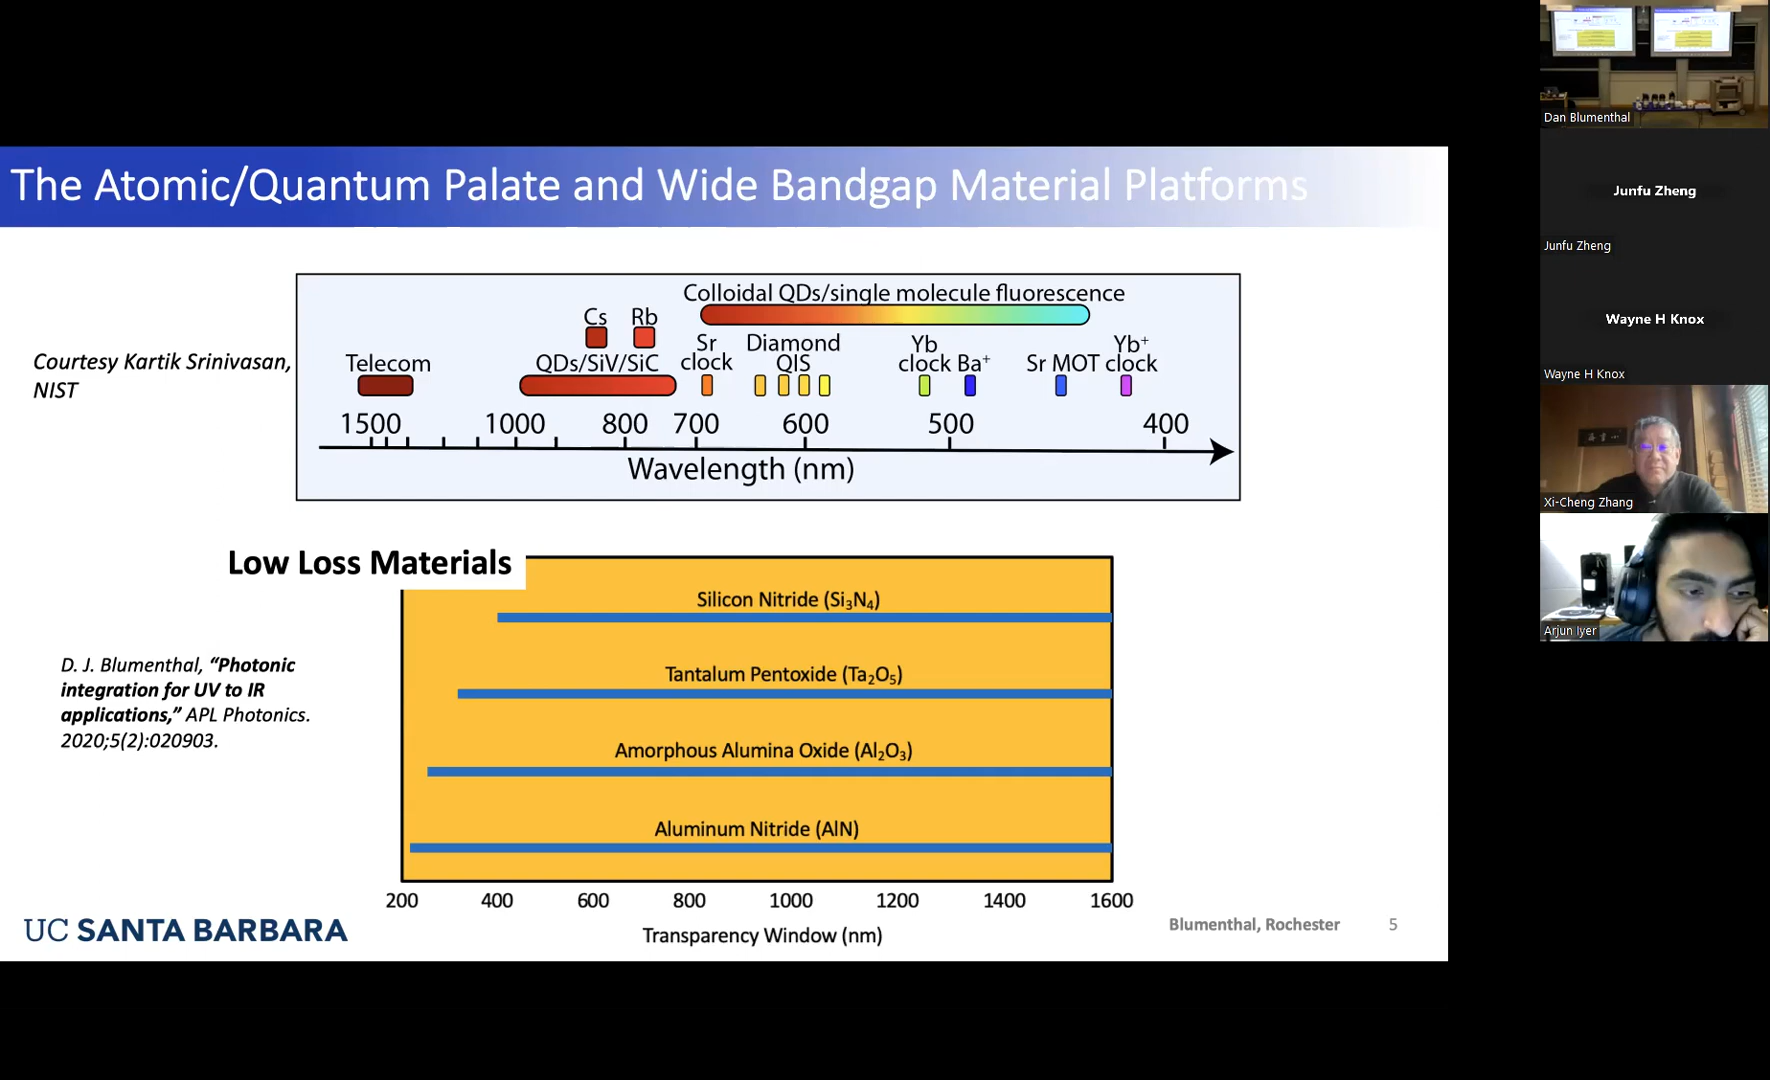 The Atomic/Quantum Palate and Wide Bandgap Material Platforms
Courtesy Kartik Srinivasan,
NIST
Colloidal QDs/single molecule fluorescence
Cs
Rb
Telecom
QDs/SiV/SiC
Sr
clock
Diamond
QIS
Yb
clock
Ba⁺
Sr MOT
Yb⁺
clock
1500 1000 800 700 600 500 400
Wavelength (nm)
Low Loss Materials
Silicon Nitride (Si₃N₄)
Tantalum Pentoxide (Ta₂O₅)
Amorphous Alumina Oxide (Al₂O₃)
Aluminum Nitride (AlN)
200 400 600 800 1000 1200 1400 1600
Transparency Window (nm)
D. J. Blumenthal, “Photonic
integration for UV to IR
applications,” APL Photonics.
2020;5(2):020903.
UC SANTA BARBARA
Blumenthal, Rochester 5
Dan Blumenthal
Junfu Zheng
Junfu Zheng
Wayne H Knox
Wayne H Knox
Xi-Cheng Zhang
Arjun Iyer